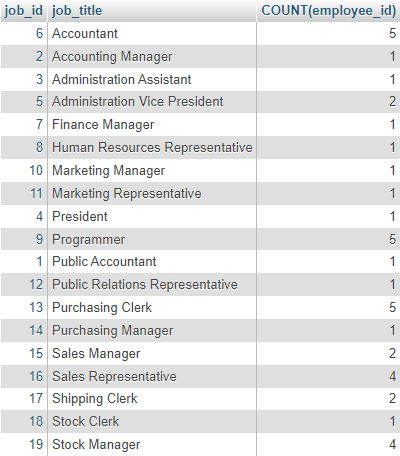 job_id job_title COUNT(employee_id)
6 Accountant 5
2 Accounting Manager 1
3 Administration Assistant 1
5 Administration Vice President 2
7 Finance Manager 1
8 Human Resources Representative 1
10 Marketing Manager 1
11 Marketing Representative 1
4 President 1
9 Programmer 5
1 Public Accountant 1
12 Public Relations Representative 1
13 Purchasing Clerk 5
14 Purchasing Manager 1
15 Sales Manager 2
16 Sales Representative 4
17 Shipping Clerk 2
18 Stock Clerk 1
19 Stock Manager 4